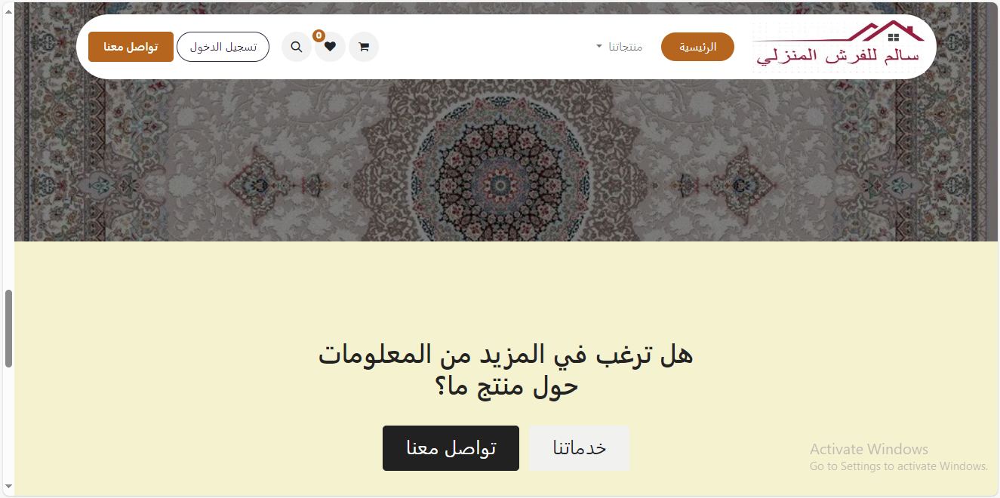 سالم للفرش المنزلي
الرئيسية
منتجاتنا
0
تسجيل الدخول
تواصل معنا
هل ترغب في المزيد من المعلومات
حول منتج ما؟
خدماتنا
تواصل معنا
Activate Windows
Go to Settings to activate Windows.